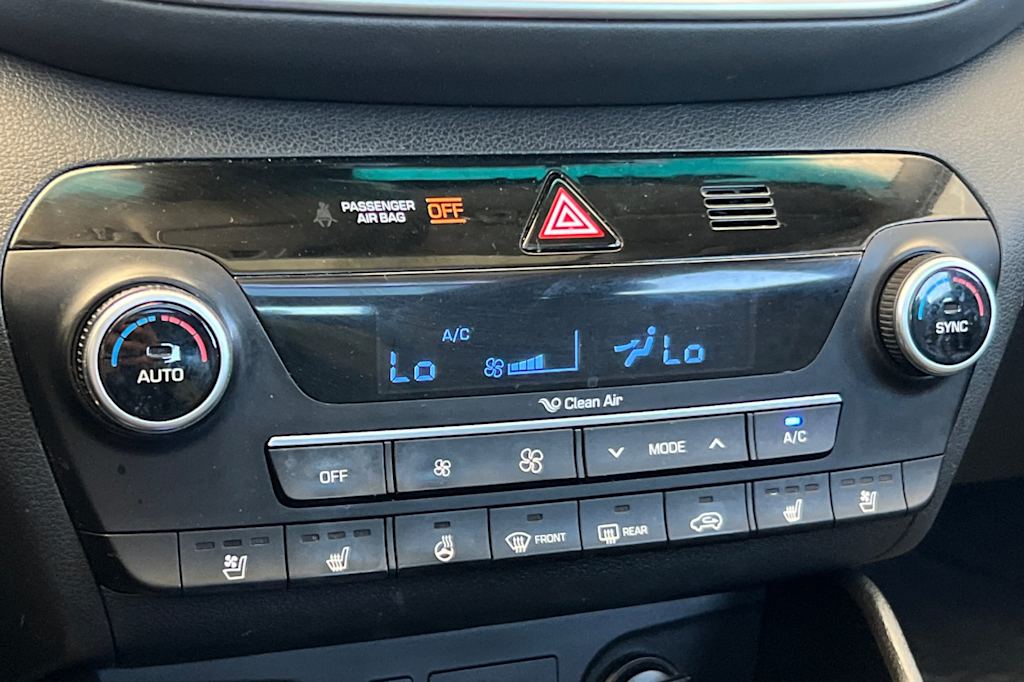 PASSENGER
AIR BAG OFF
A/C
Lo Lo
AUTO
SYNC
Clean Air
OFF
MODE
A/C
FRONT
REAR